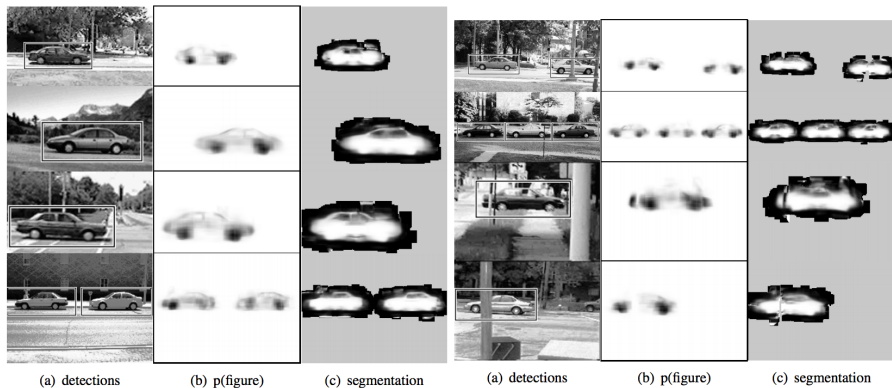 (a) detections (b) p(figure) (c) segmentation (a) detections (b) p(figure) (c) segmentation